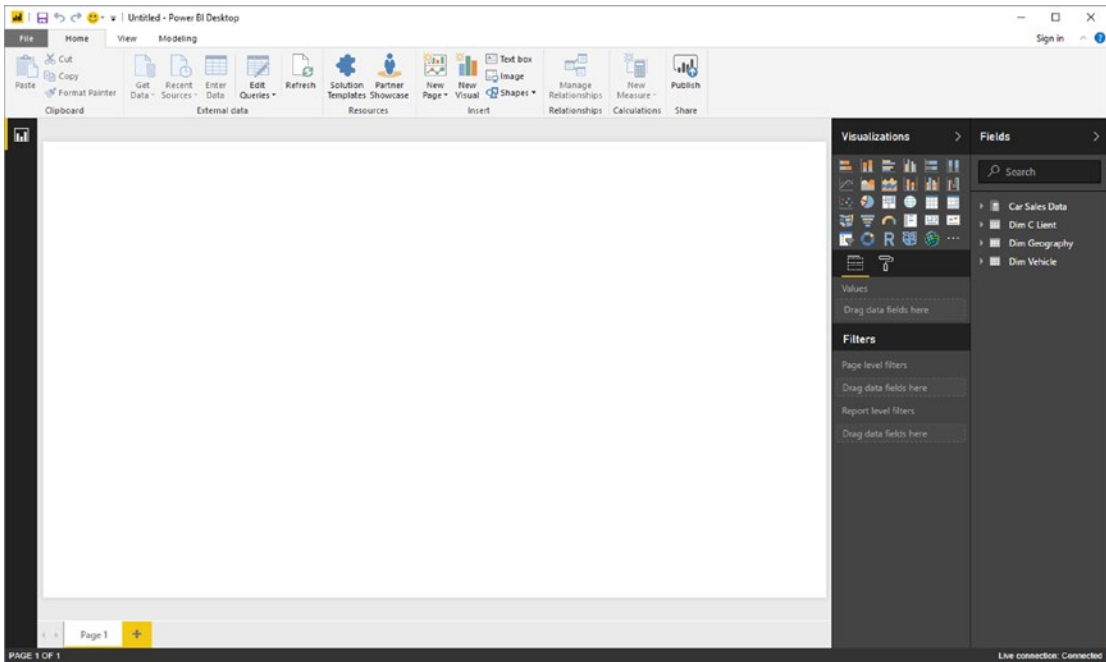 Untitled - Power BI Desktop
File Home View Modeling Sign in
Paste
Cut
Copy
Format Painter
Clipboard
Get Data
Recent Sources
Enter Data
Edit Queries
External data
Refresh
Solution Templates
Partner Showcase
Resources
New Page
New Visual
Text box
Image
Shapes
Insert
Manage Relationships
Relationships
New Measure
Calculations
Publish
Share
Visualizations
R
Values
Drag data fields here
Filters
Page level filters
Drag data fields here
Report level filters
Drag data fields here
Fields
Search
Car Sales Data
Dim C Lient
Dim Geography
Dim Vehicle
Page 1
PAGE 1 OF 1
Live connection: Connected